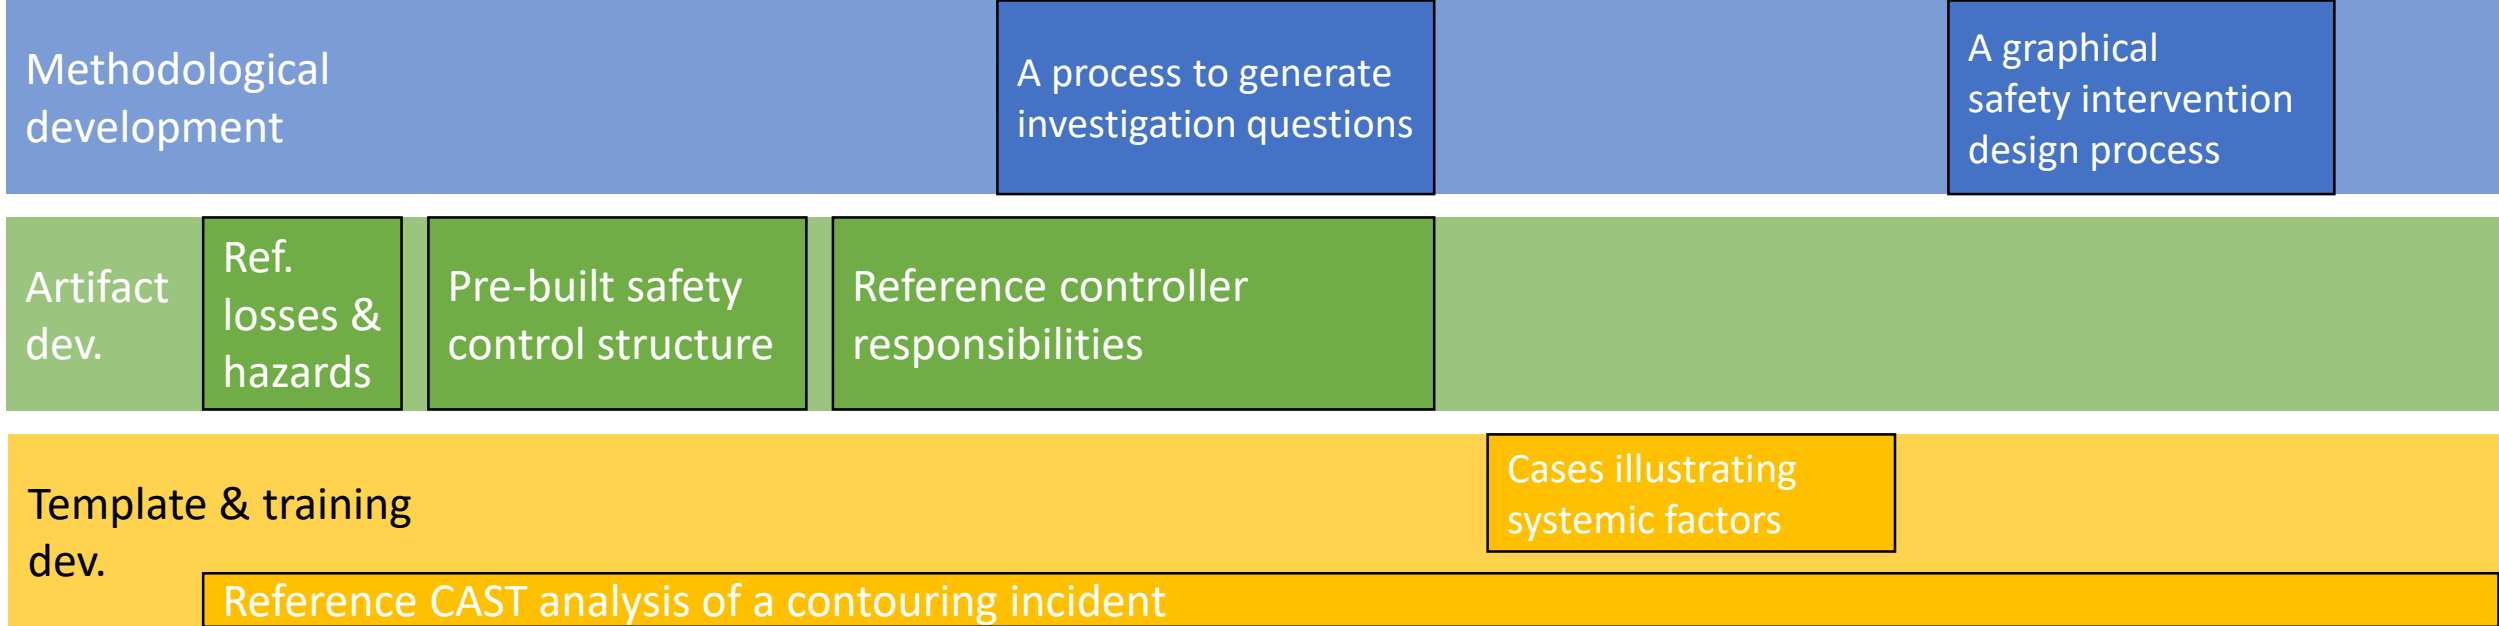 Methodological
development
A process to generate
investigation questions
A graphical
safety intervention
design process
Artifact
dev.
Ref.
losses &
hazards
Pre-built safety
control structure
Reference controller
responsibilities
Template & training
dev.
Cases illustrating
systemic factors
Reference CAST analysis of a contouring incident